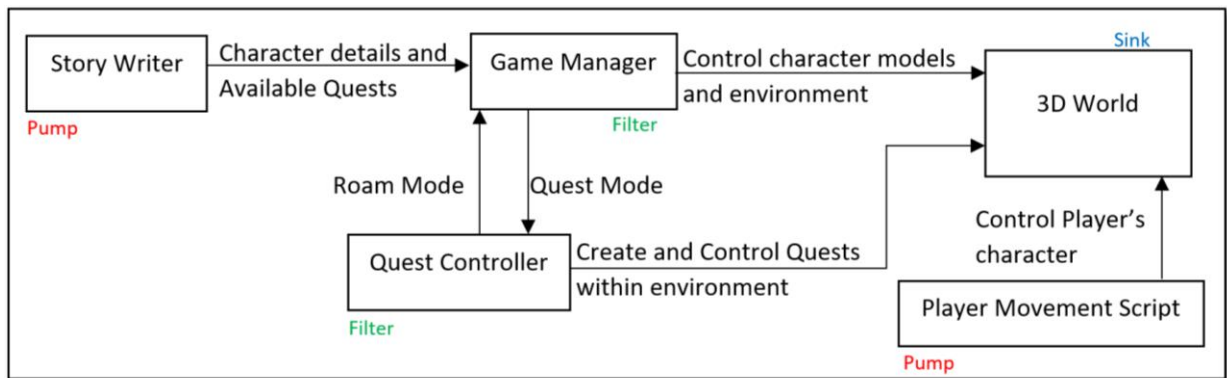 Story Writer
Pump
Character details and
Available Quests
Game Manager
Filter
Control character models
and environment
Sink
3D World
Roam Mode
Quest Mode
Quest Controller
Filter
Create and Control Quests
within environment
Control Player's
character
Player Movement Script
Pump